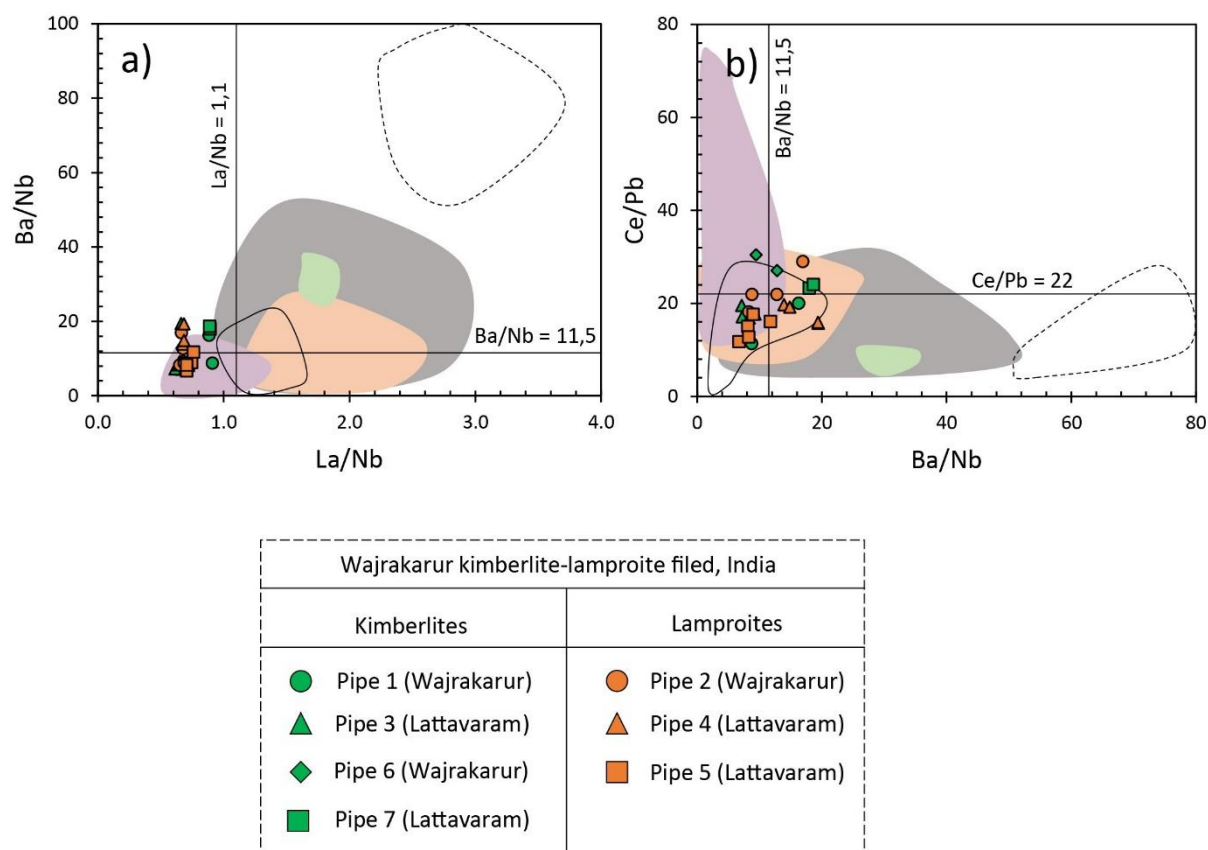 a)
100
80
60
40
20
0
Ba/Nb
La/Nb = 1,1
Ba/Nb = 11,5
0.0 1.0 2.0 3.0 4.0
La/Nb
b)
80
60
40
20
0
Ce/Pb
Ba/Nb = 11,5
Ce/Pb = 22
0 20 40 60 80
Ba/Nb
Wajrakarur kimberlite-lamproite filed, India
Kimberlites
Pipe 1 (Wajrakarur)
Pipe 3 (Lattavaram)
Pipe 6 (Wajrakarur)
Pipe 7 (Lattavaram)
Lamproites
Pipe 2 (Wajrakarur)
Pipe 4 (Lattavaram)
Pipe 5 (Lattavaram)